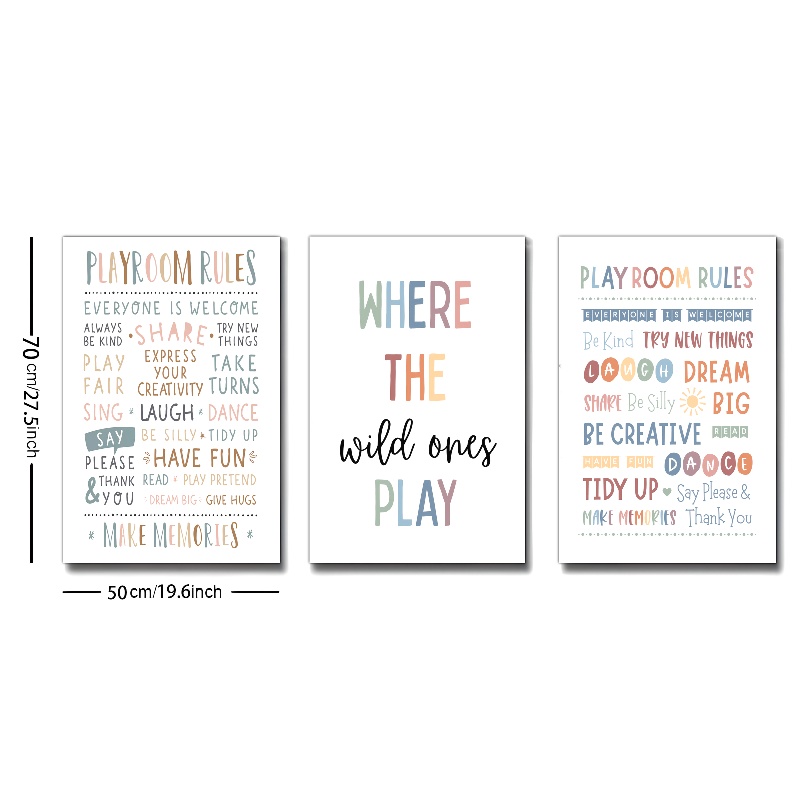 70 cm/27.5inch
50cm/19.6inch
PLAYROOM RULES
EVERYONE IS WELCOME
ALWAYS BE KIND
• SHARE •
TRY NEW THINGS
PLAY FAIR
EXPRESS YOUR CREATIVITY
TAKE TURNS
SING * LAUGH * DANCE
SAY PLEASE & THANK YOU
BE SILLY * TIDY UP
HAVE FUN
READ * PLAY PRETEND
DREAM BIG • GIVE HUGS
* MAKE MEMORIES *
WHERE
THE
wild ones
PLAY
PLAYROOM RULES
EVERYONE IS WELCOME
Be Kind TRY NEW THINGS
LAUGH DREAM
SHARE Be Silly BIG
BE CREATIVE READ
HAVE FUN DANCE
TIDY UP ♥ Say Please &
MAKE MEMORIES Thank You